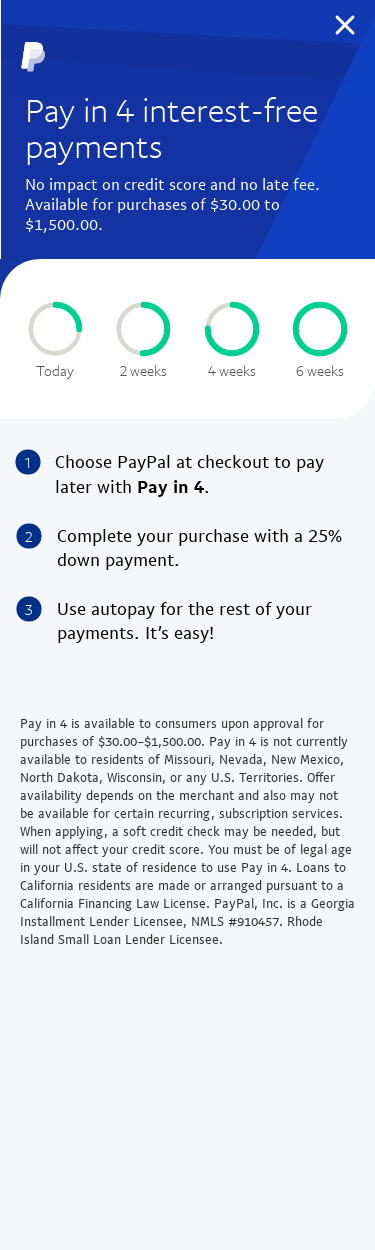 Pay in 4 interest-free
payments
No impact on credit score and no late fee.
Available for purchases of $30.00 to
$1,500.00.
Today
2 weeks
4 weeks
6 weeks
1 Choose PayPal at checkout to pay
later with Pay in 4.
2 Complete your purchase with a 25%
down payment.
3 Use autopay for the rest of your
payments. It’s easy!
Pay in 4 is available to consumers upon approval for
purchases of $30.00–$1,500.00. Pay in 4 is not currently
available to residents of Missouri, Nevada, New Mexico,
North Dakota, Wisconsin, or any U.S. Territories. Offer
availability depends on the merchant and also may not
be available for certain recurring, subscription services.
When applying, a soft credit check may be needed, but
will not affect your credit score. You must be of legal age
in your U.S. state of residence to use Pay in 4. Loans to
California residents are made or arranged pursuant to a
California Financing Law License. PayPal, Inc. is a Georgia
Installment Lender Licensee, NMLS #910457. Rhode
Island Small Loan Lender Licensee.